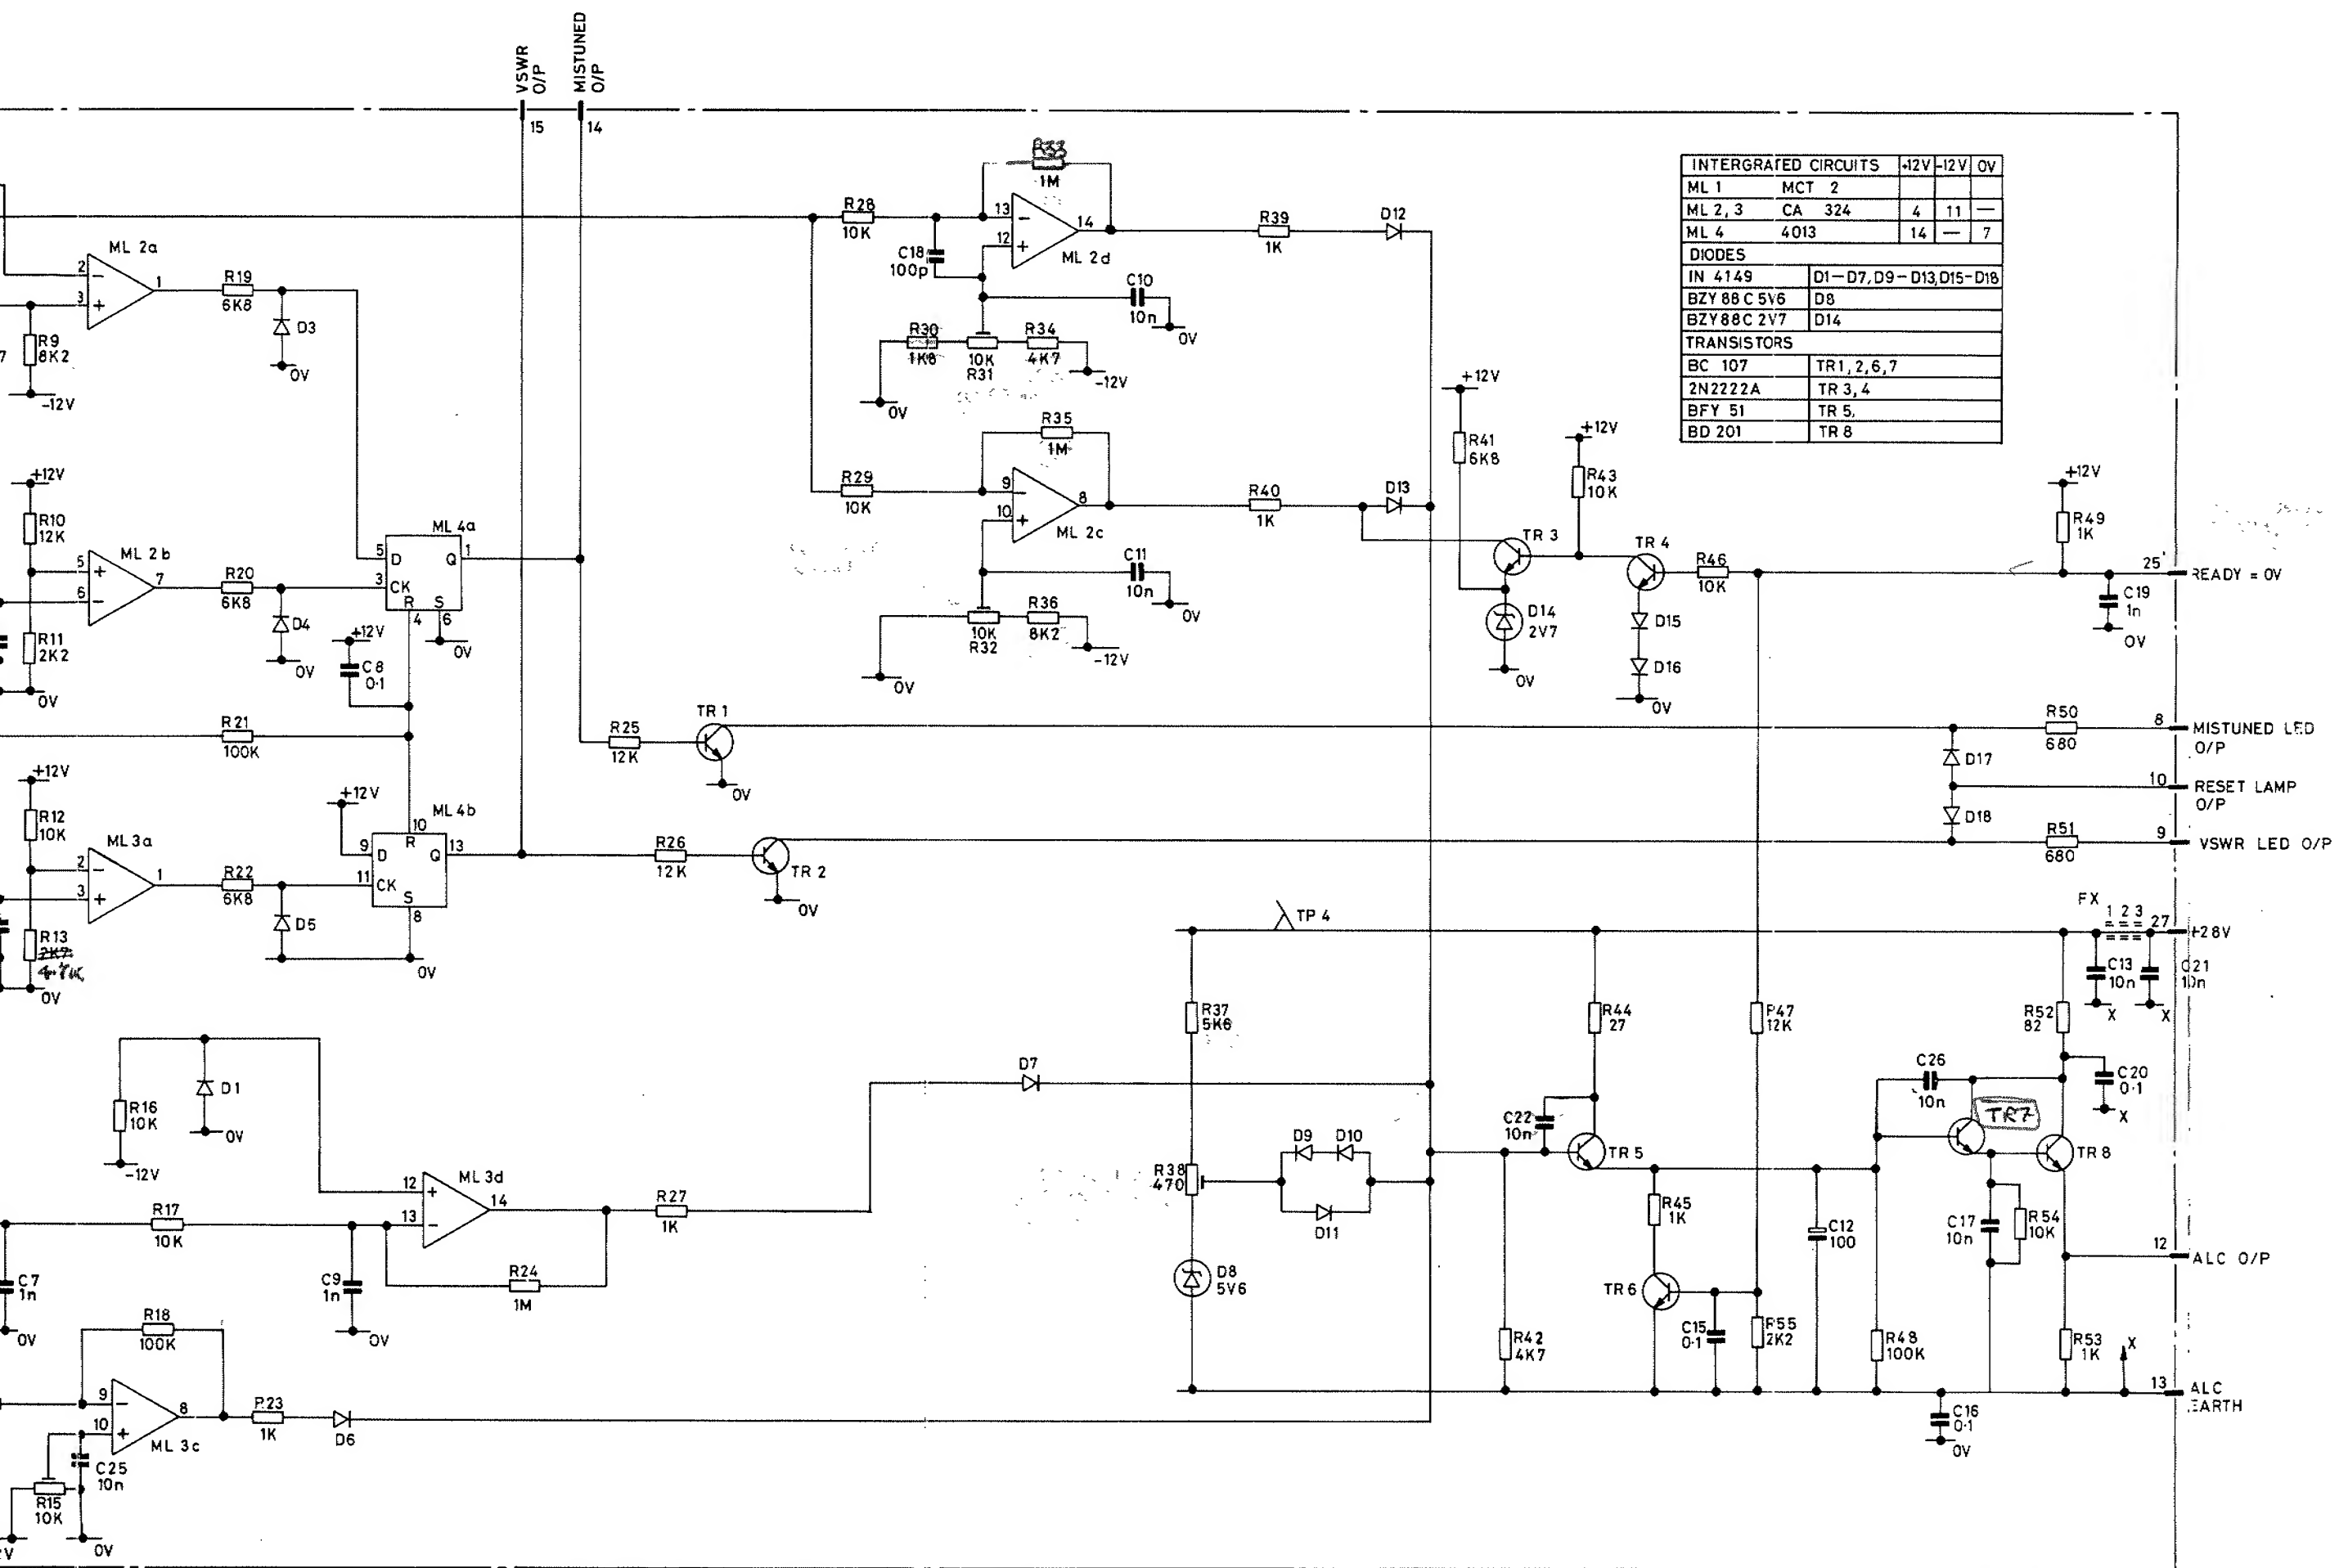 VSWR
O/P
MISTUNED
O/P
15
14
R33
1M
INTERGRATED CIRCUITS +12V -12V 0V
ML 1 MCT 2
ML 2, 3 CA 324 4 11 —
ML 4 4013 14 — 7
DIODES
IN 4149 D1—D7, D9—D13, D15—D18
BZY 88 C 5V6 D8
BZY88C 2V7 D14
TRANSISTORS
BC 107 TR1, 2, 6, 7
2N2222A TR 3, 4
BFY 51 TR 5,
BD 201 TR 8
R28
10K
13
12
14
ML 2d
C18
100p
R39
1K
D12
ML 2a
2
3
1
R19
6K8
D3
0V
R9
8K2
-12V
7
C10
10n
0V
R30
1K8
10K
R31
R34
4K7
-12V
0V
R35
1M
R29
10K
9
10
8
ML 2c
R40
1K
D13
C11
10n
0V
10K
R32
R36
8K2
-12V
0V
+12V
R41
6K8
+12V
R43
10K
TR 3
TR 4
R46
10K
D14
2V7
0V
D15
D16
0V
+12V
R49
1K
25
READY = 0V
C19
1n
0V
+12V
R10
12K
R11
2K2
0V
ML 2b
5
6
7
R20
6K8
D4
0V
ML 4a
5
D
Q
1
3
CK
R
S
4
6
0V
+12V
C8
0·1
R21
100K
R25
12K
TR 1
0V
R50
680
8
MISTUNED LED
O/P
D17
10
RESET LAMP
O/P
D18
R51
680
9
VSWR LED O/P
+12V
R12
10K
R13
2K2
4.7K
0V
ML3a
2
3
1
R22
6K8
D5
+12V
ML 4b
10
R
9
D
Q
13
11
CK
S
8
0V
R26
12K
TR 2
0V
TP 4
FX
1 2 3
27
+28V
C13
10n
X
C21
10n
X
R37
5K6
R44
27
R47
12K
R52
82
C20
0·1
X
C26
10n
TR7
TR 8
R16
10K
-12V
D1
0V
D7
C22
10n
TR 5
D9
D10
D11
R38
470
D8
5V6
R45
1K
TR 6
C15
0·1
R55
2K2
C12
100
R42
4K7
R48
100K
C17
10n
R54
10K
12
ALC O/P
R53
1K
X
13
ALC
EARTH
C16
0·1
0V
ML 3d
12
13
14
R17
10K
R27
1K
R24
1M
C7
1n
0V
C9
1n
0V
R18
100K
9
10
8
ML 3c
R23
1K
D6
C25
10n
R15
10K
0V